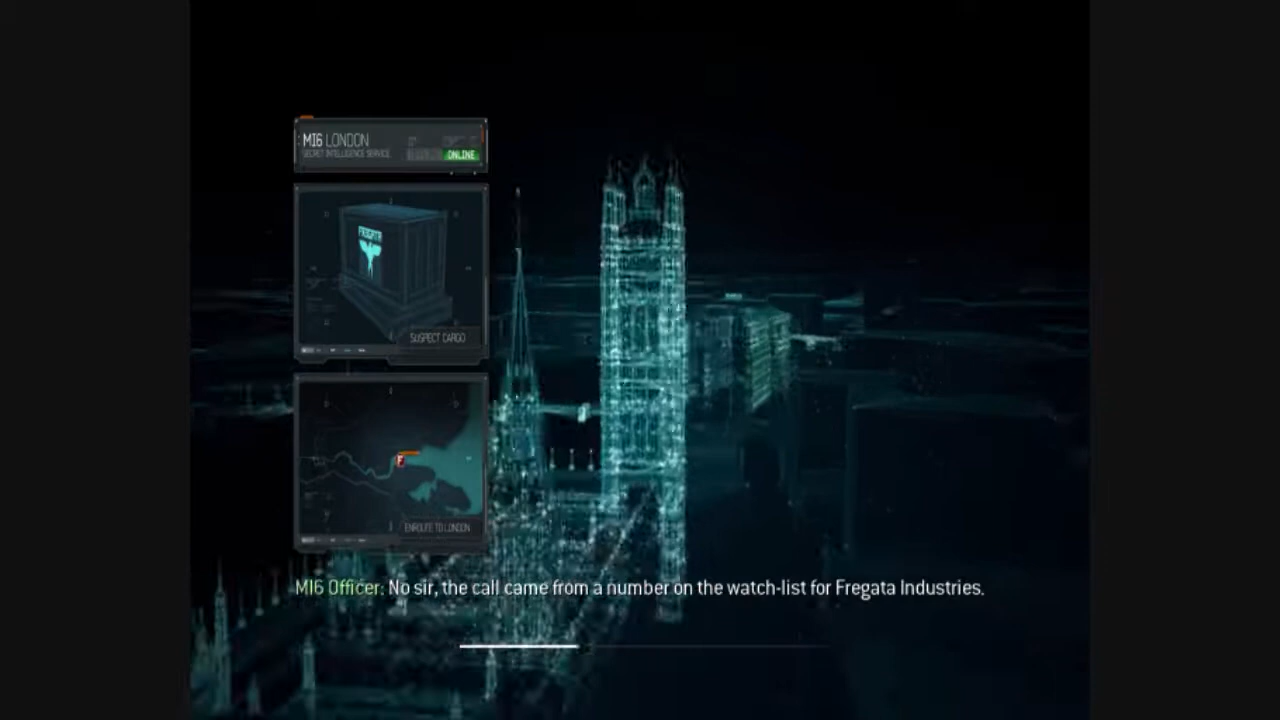 MI6 LONDON
SECRET INTELLIGENCE SERVICE
ONLINE
FREGATA
SUSPECT CARGO
ENROUTE TO LONDON
MI6 Officer: No sir, the call came from a number on the watch-list for Fregata Industries.